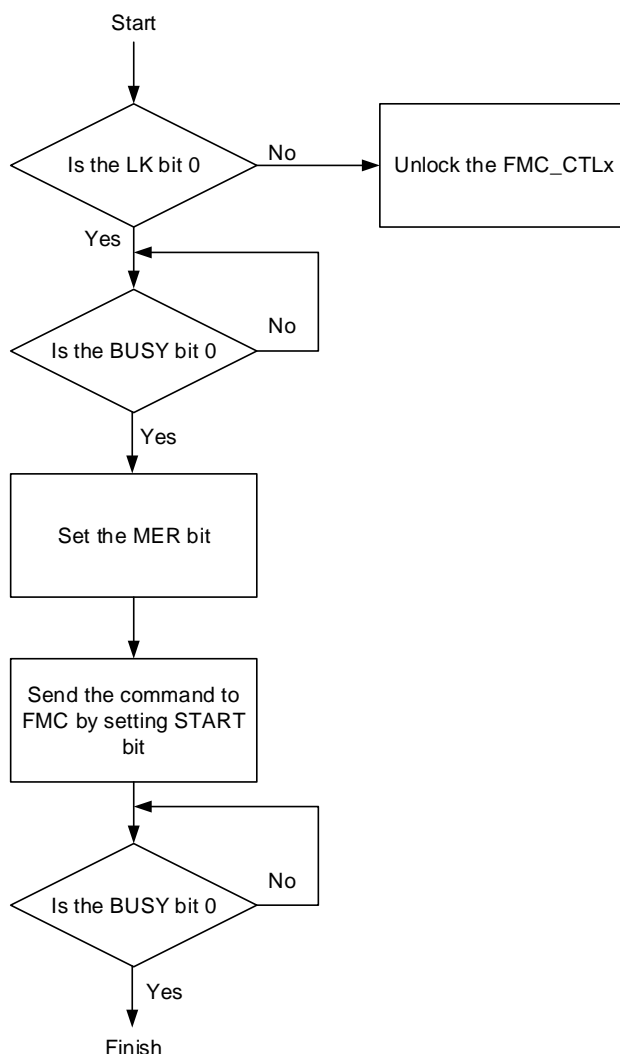 Start
Is the LK bit 0
No
Unlock the FMC_CTLx
Yes
No
Is the BUSY bit 0
Yes
Set the MER bit
Send the command to
FMC by setting START
bit
No
Is the BUSY bit 0
Yes
Finish